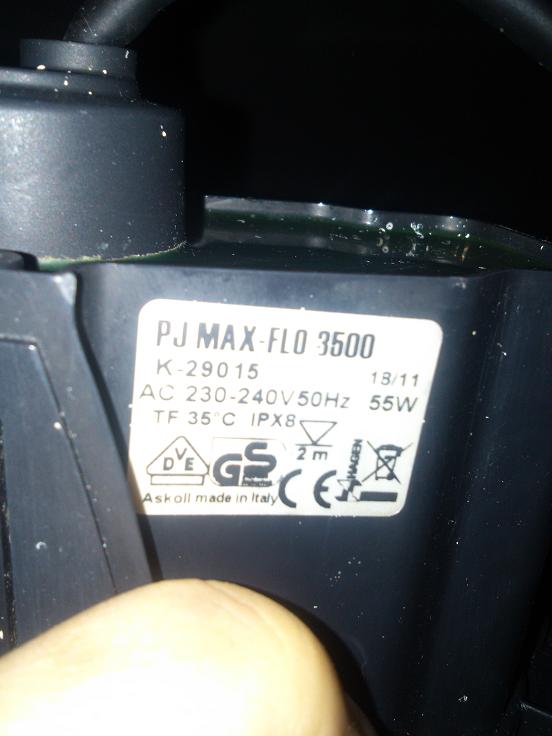 PJ MAX-FLO 3500
K-29015 18/11
AC 230-240V 50Hz 55W
TF 35°C IPX8
2 m
DVE
GS
CE
HAGEN
Askoll made in Italy